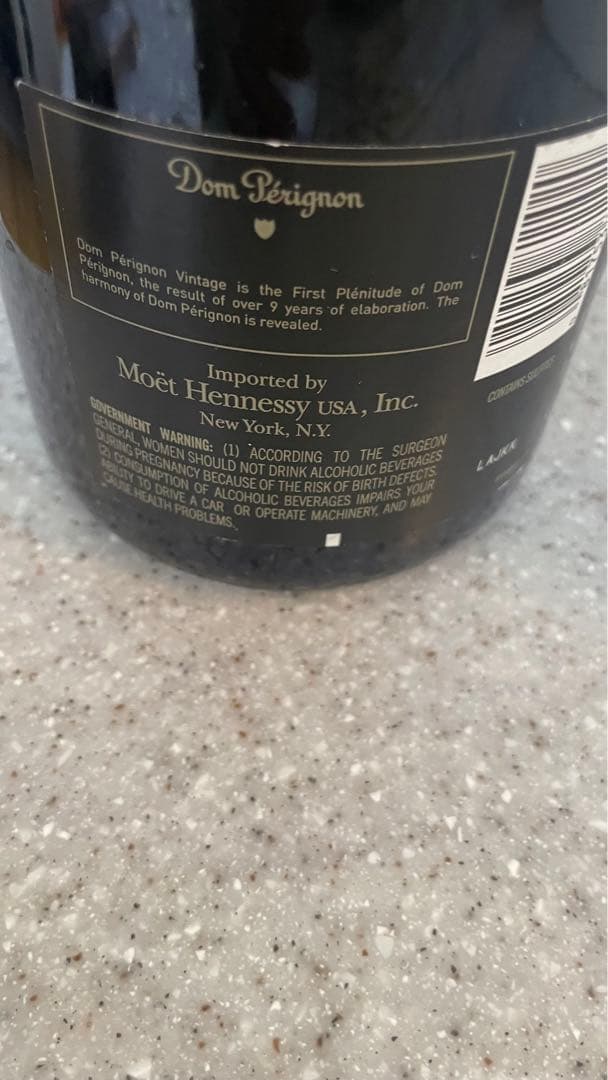 Dom Pérignon
Dom Pérignon Vintage is the First Plénitude of Dom
Pérignon, the result of over 9 years of elaboration. The
harmony of Dom Pérignon is revealed.
Imported by
Moët Hennessy USA, Inc.
New York, N.Y.
GOVERNMENT WARNING: (1) ACCORDING TO THE SURGEON
GENERAL, WOMEN SHOULD NOT DRINK ALCOHOLIC BEVERAGES
DURING PREGNANCY BECAUSE OF THE RISK OF BIRTH DEFECTS.
(2) CONSUMPTION OF ALCOHOLIC BEVERAGES IMPAIRS YOUR
ABILITY TO DRIVE A CAR OR OPERATE MACHINERY, AND MAY
CAUSE HEALTH PROBLEMS.
CONTAINS SULFITES